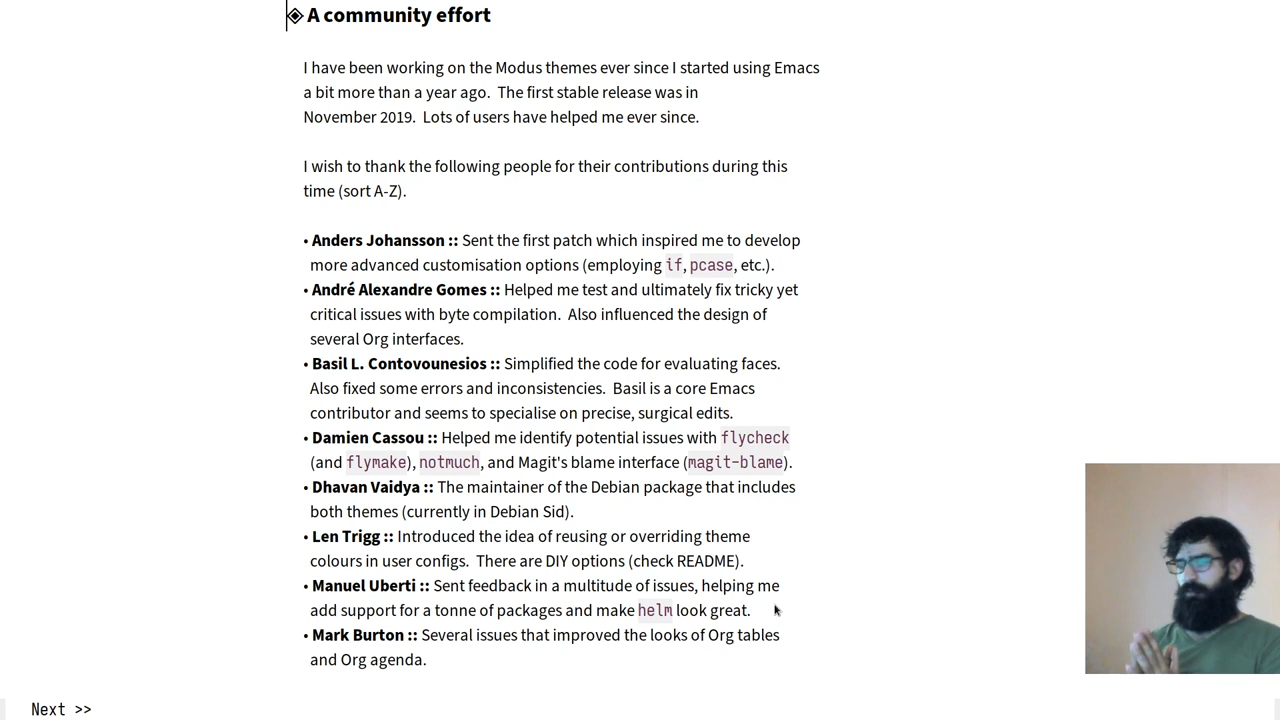 ◈ A community effort
I have been working on the Modus themes ever since I started using Emacs
a bit more than a year ago.  The first stable release was in
November 2019.  Lots of users have helped me ever since.
I wish to thank the following people for their contributions during this
time (sort A-Z).
• Anders Johansson :: Sent the first patch which inspired me to develop
more advanced customisation options (employing if, pcase, etc.).
• André Alexandre Gomes :: Helped me test and ultimately fix tricky yet
critical issues with byte compilation.  Also influenced the design of
several Org interfaces.
• Basil L. Contovounesios :: Simplified the code for evaluating faces.
Also fixed some errors and inconsistencies.  Basil is a core Emacs
contributor and seems to specialise on precise, surgical edits.
• Damien Cassou :: Helped me identify potential issues with flycheck
(and flymake), notmuch, and Magit's blame interface (magit-blame).
• Dhavan Vaidya :: The maintainer of the Debian package that includes
both themes (currently in Debian Sid).
• Len Trigg :: Introduced the idea of reusing or overriding theme
colours in user configs.  There are DIY options (check README).
• Manuel Uberti :: Sent feedback in a multitude of issues, helping me
add support for a tonne of packages and make helm look great.
• Mark Burton :: Several issues that improved the looks of Org tables
and Org agenda.
Next >>